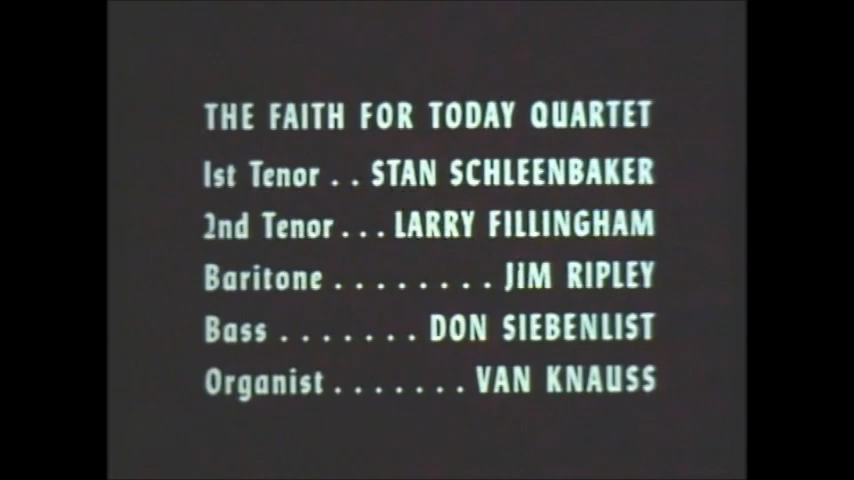 THE FAITH FOR TODAY QUARTET
1st Tenor . . STAN SCHLEENBAKER
2nd Tenor . . . LARRY FILLINGHAM
Baritone . . . . . . . . JIM RIPLEY
Bass . . . . . . . DON SIEBENLIST
Organist . . . . . . . VAN KNAUSS